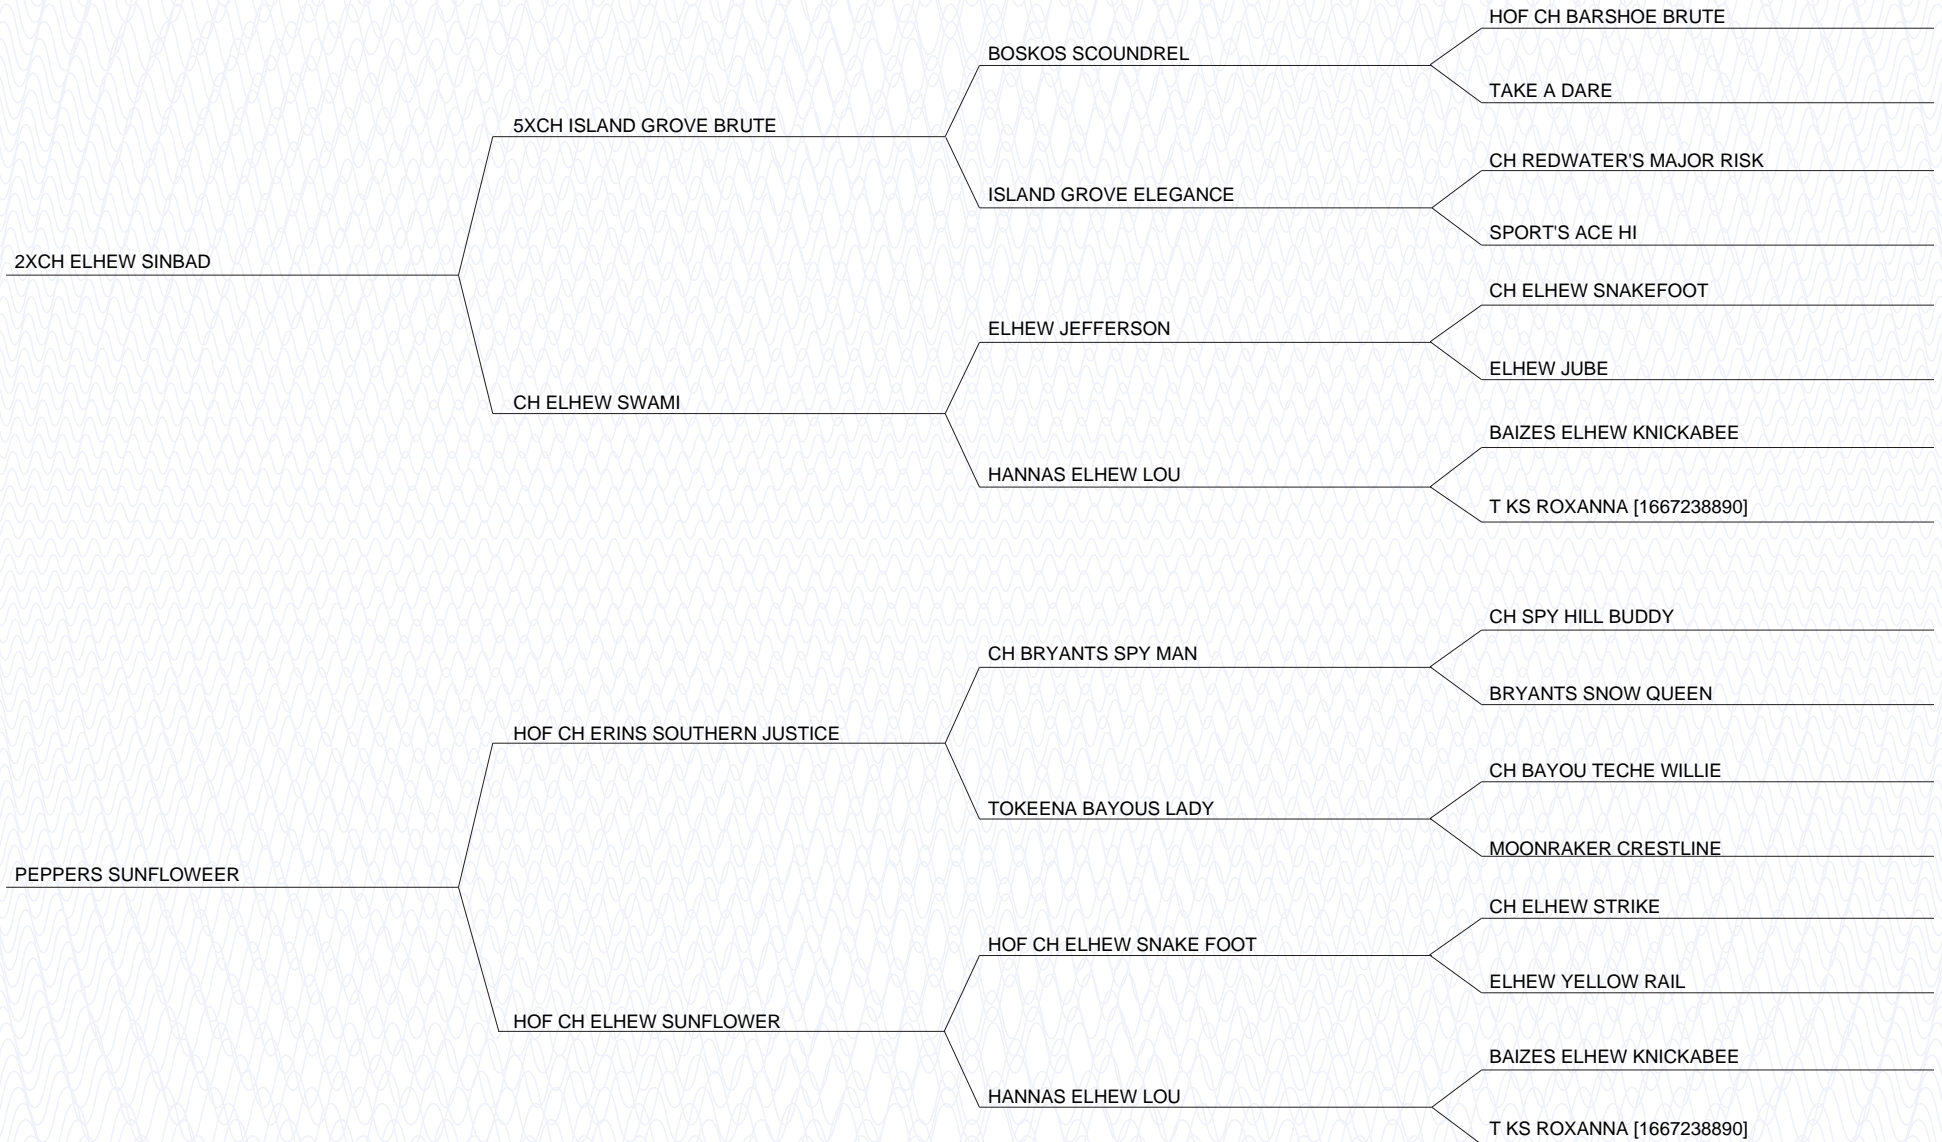 HOF CH BARSHOE BRUTE
BOSKOS SCOUNDREL
TAKE A DARE
5XCH ISLAND GROVE BRUTE
CH REDWATER'S MAJOR RISK
ISLAND GROVE ELEGANCE
SPORT'S ACE HI
2XCH ELHEW SINBAD
CH ELHEW SNAKEFOOT
ELHEW JEFFERSON
ELHEW JUBE
CH ELHEW SWAMI
BAIZES ELHEW KNICKABEE
HANNAS ELHEW LOU
T KS ROXANNA [1667238890]
CH SPY HILL BUDDY
CH BRYANTS SPY MAN
BRYANTS SNOW QUEEN
HOF CH ERINS SOUTHERN JUSTICE
CH BAYOU TECHE WILLIE
TOKEENA BAYOUS LADY
MOONRAKER CRESTLINE
PEPPERS SUNFLOWEER
CH ELHEW STRIKE
HOF CH ELHEW SNAKE FOOT
ELHEW YELLOW RAIL
HOF CH ELHEW SUNFLOWER
BAIZES ELHEW KNICKABEE
HANNAS ELHEW LOU
T KS ROXANNA [1667238890]